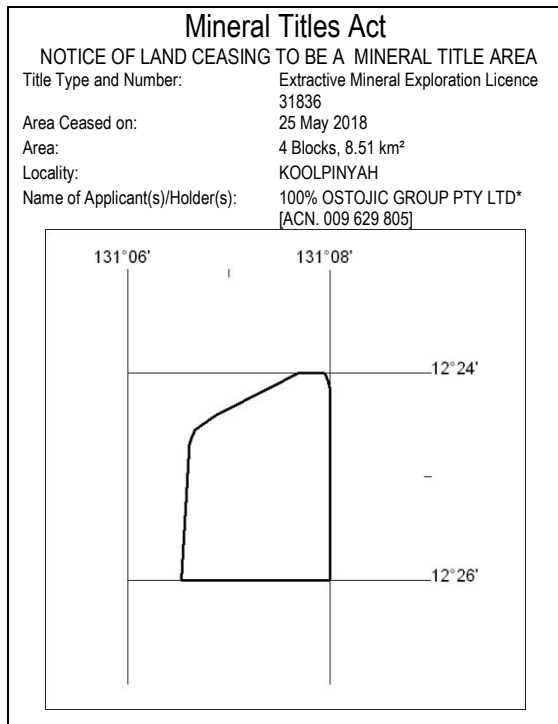 Mineral Titles Act
NOTICE OF LAND CEASING TO BE A MINERAL TITLE AREA
Title Type and Number: Extractive Mineral Exploration Licence
31836
Area Ceased on: 25 May 2018
Area: 4 Blocks, 8.51 km²
Locality: KOOLPINYAH
Name of Applicant(s)/Holder(s): 100% OSTOJIC GROUP PTY LTD*
[ACN. 009 629 805]
131°06' 131°08'
12°24'
12°26'